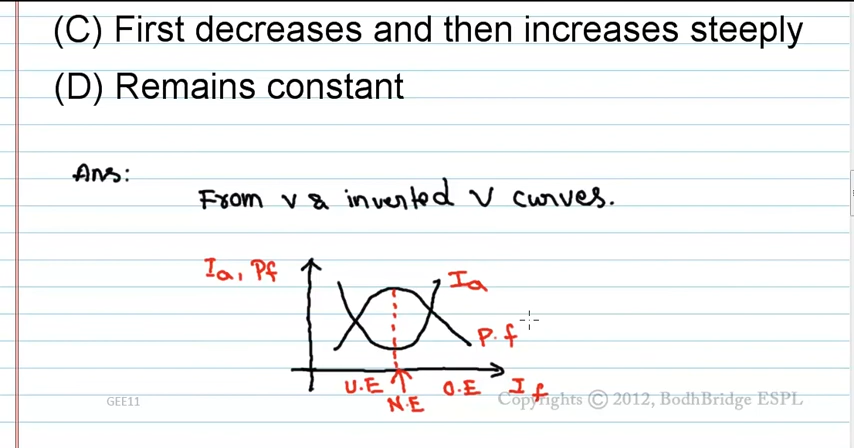 (C) First decreases and then increases steeply
(D) Remains constant
Ans:
From V & inverted V curves.
Ia, Pf
Ia
P.f
U.E
N.E
O.E
If
GEE11
Copyrights © 2012, BodhBridge ESPL